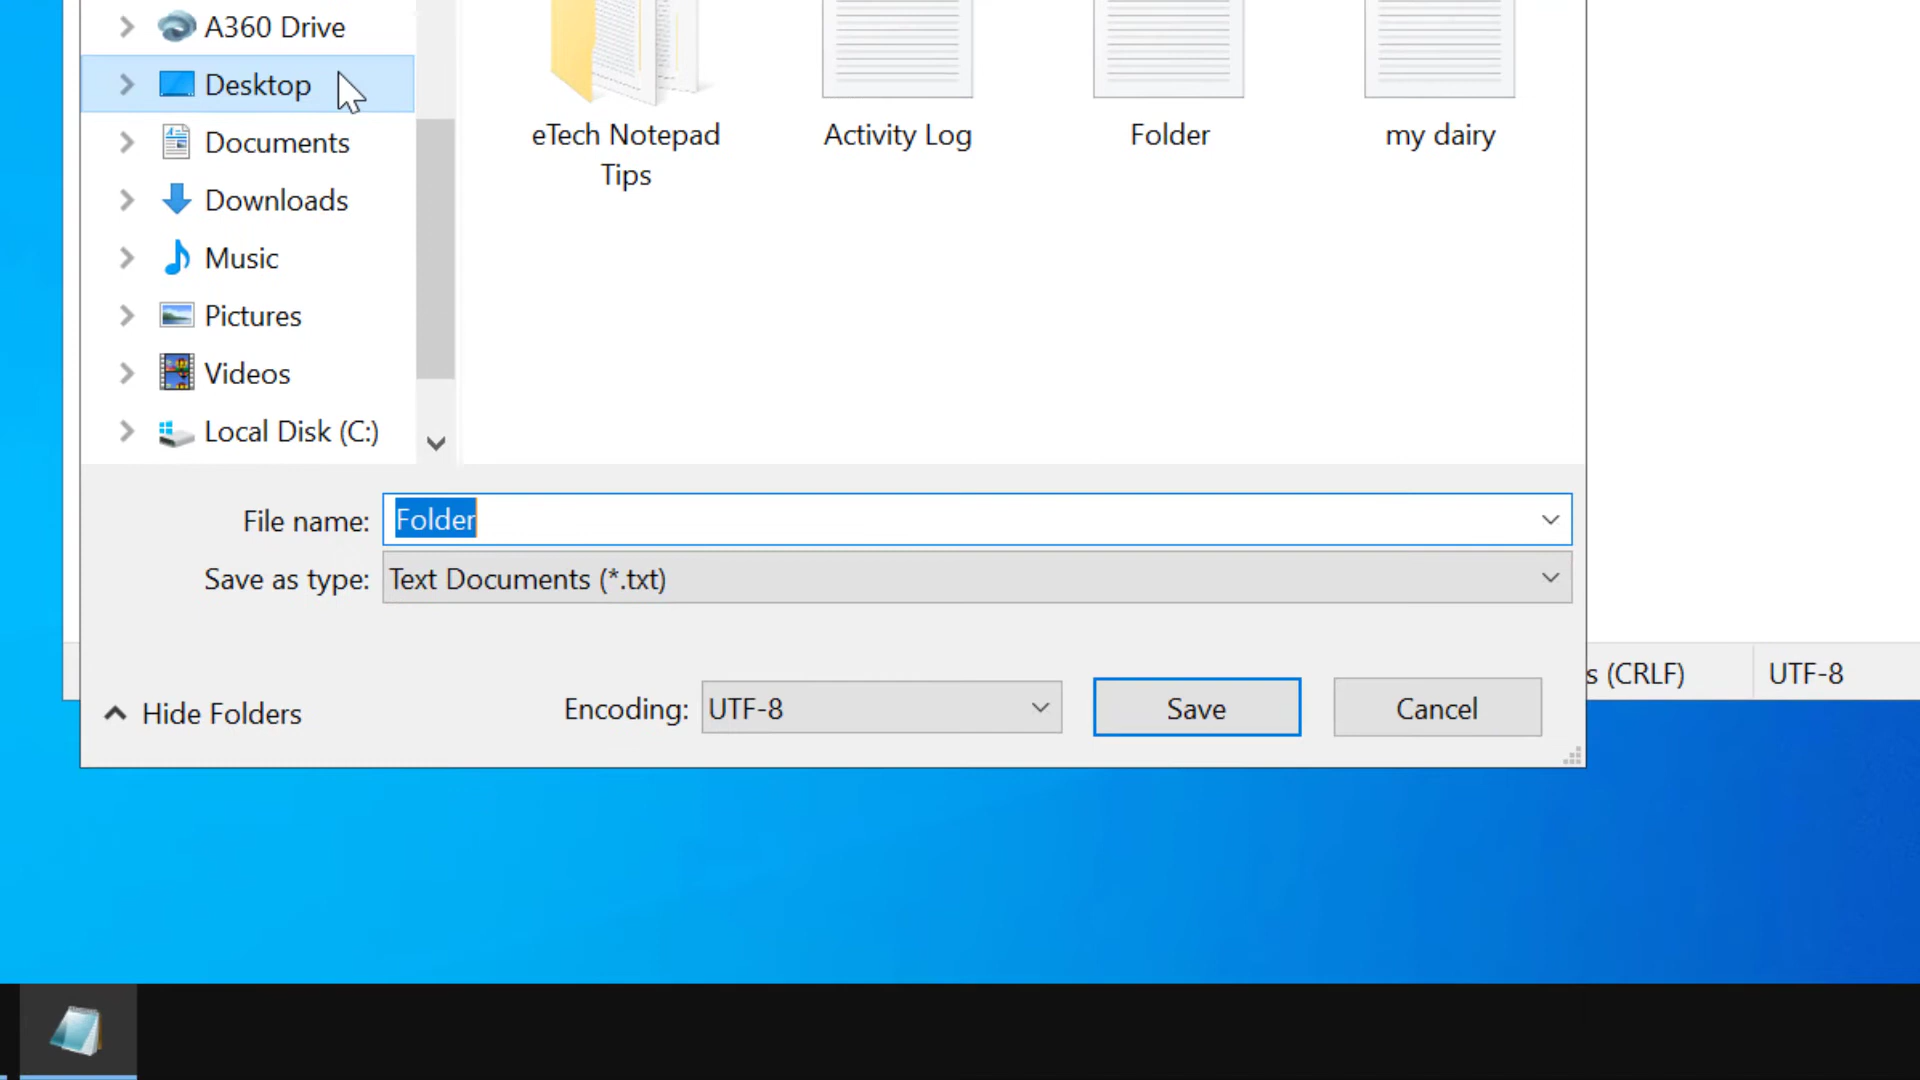 A360 Drive
Desktop
Documents
Downloads
Music
Pictures
Videos
Local Disk (C:)
eTech Notepad
Tips
Activity Log
Folder
my dairy
File name:
Folder
Save as type:
Text Documents (*.txt)
Hide Folders
Encoding:
UTF-8
Save
Cancel
s (CRLF)
UTF-8